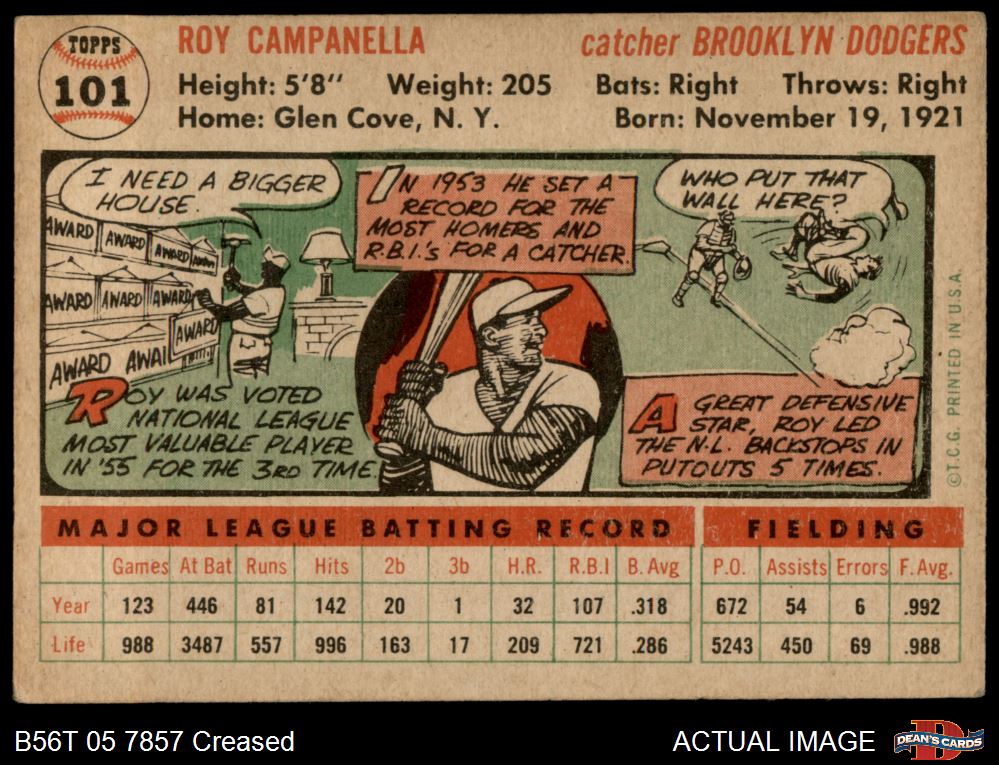 TOPPS
101
ROY CAMPANELLA
catcher BROOKLYN DODGERS
Height: 5'8" Weight: 205 Bats: Right Throws: Right
Home: Glen Cove, N. Y. Born: November 19, 1921
I NEED A BIGGER
HOUSE.
AWARD AWARD AWARD
AWARD AWARD AWARD
AWARD
AWARD AWAR
ROY WAS VOTED
NATIONAL LEAGUE
MOST VALUABLE PLAYER
IN '55 FOR THE 3RD TIME.
IN 1953 HE SET A
RECORD FOR THE
MOST HOMERS AND
R.B.I.'s FOR A CATCHER.
WHO PUT THAT
WALL HERE?
A GREAT DEFENSIVE
STAR, ROY LED
THE N.L. BACKSTOPS IN
PUTOUTS 5 TIMES.
©T.C.G. PRINTED IN U.S.A.
MAJOR LEAGUE BATTING RECORD FIELDING
Games At Bat Runs Hits 2b 3b H.R. R.B.I B. Avg P.O. Assists Errors F. Avg.
Year 123 446 81 142 20 1 32 107 .318 672 54 6 .992
Life 988 3487 557 996 163 17 209 721 .286 5243 450 69 .988
B56T 05 7857 Creased ACTUAL IMAGE
DEAN'S CARDS